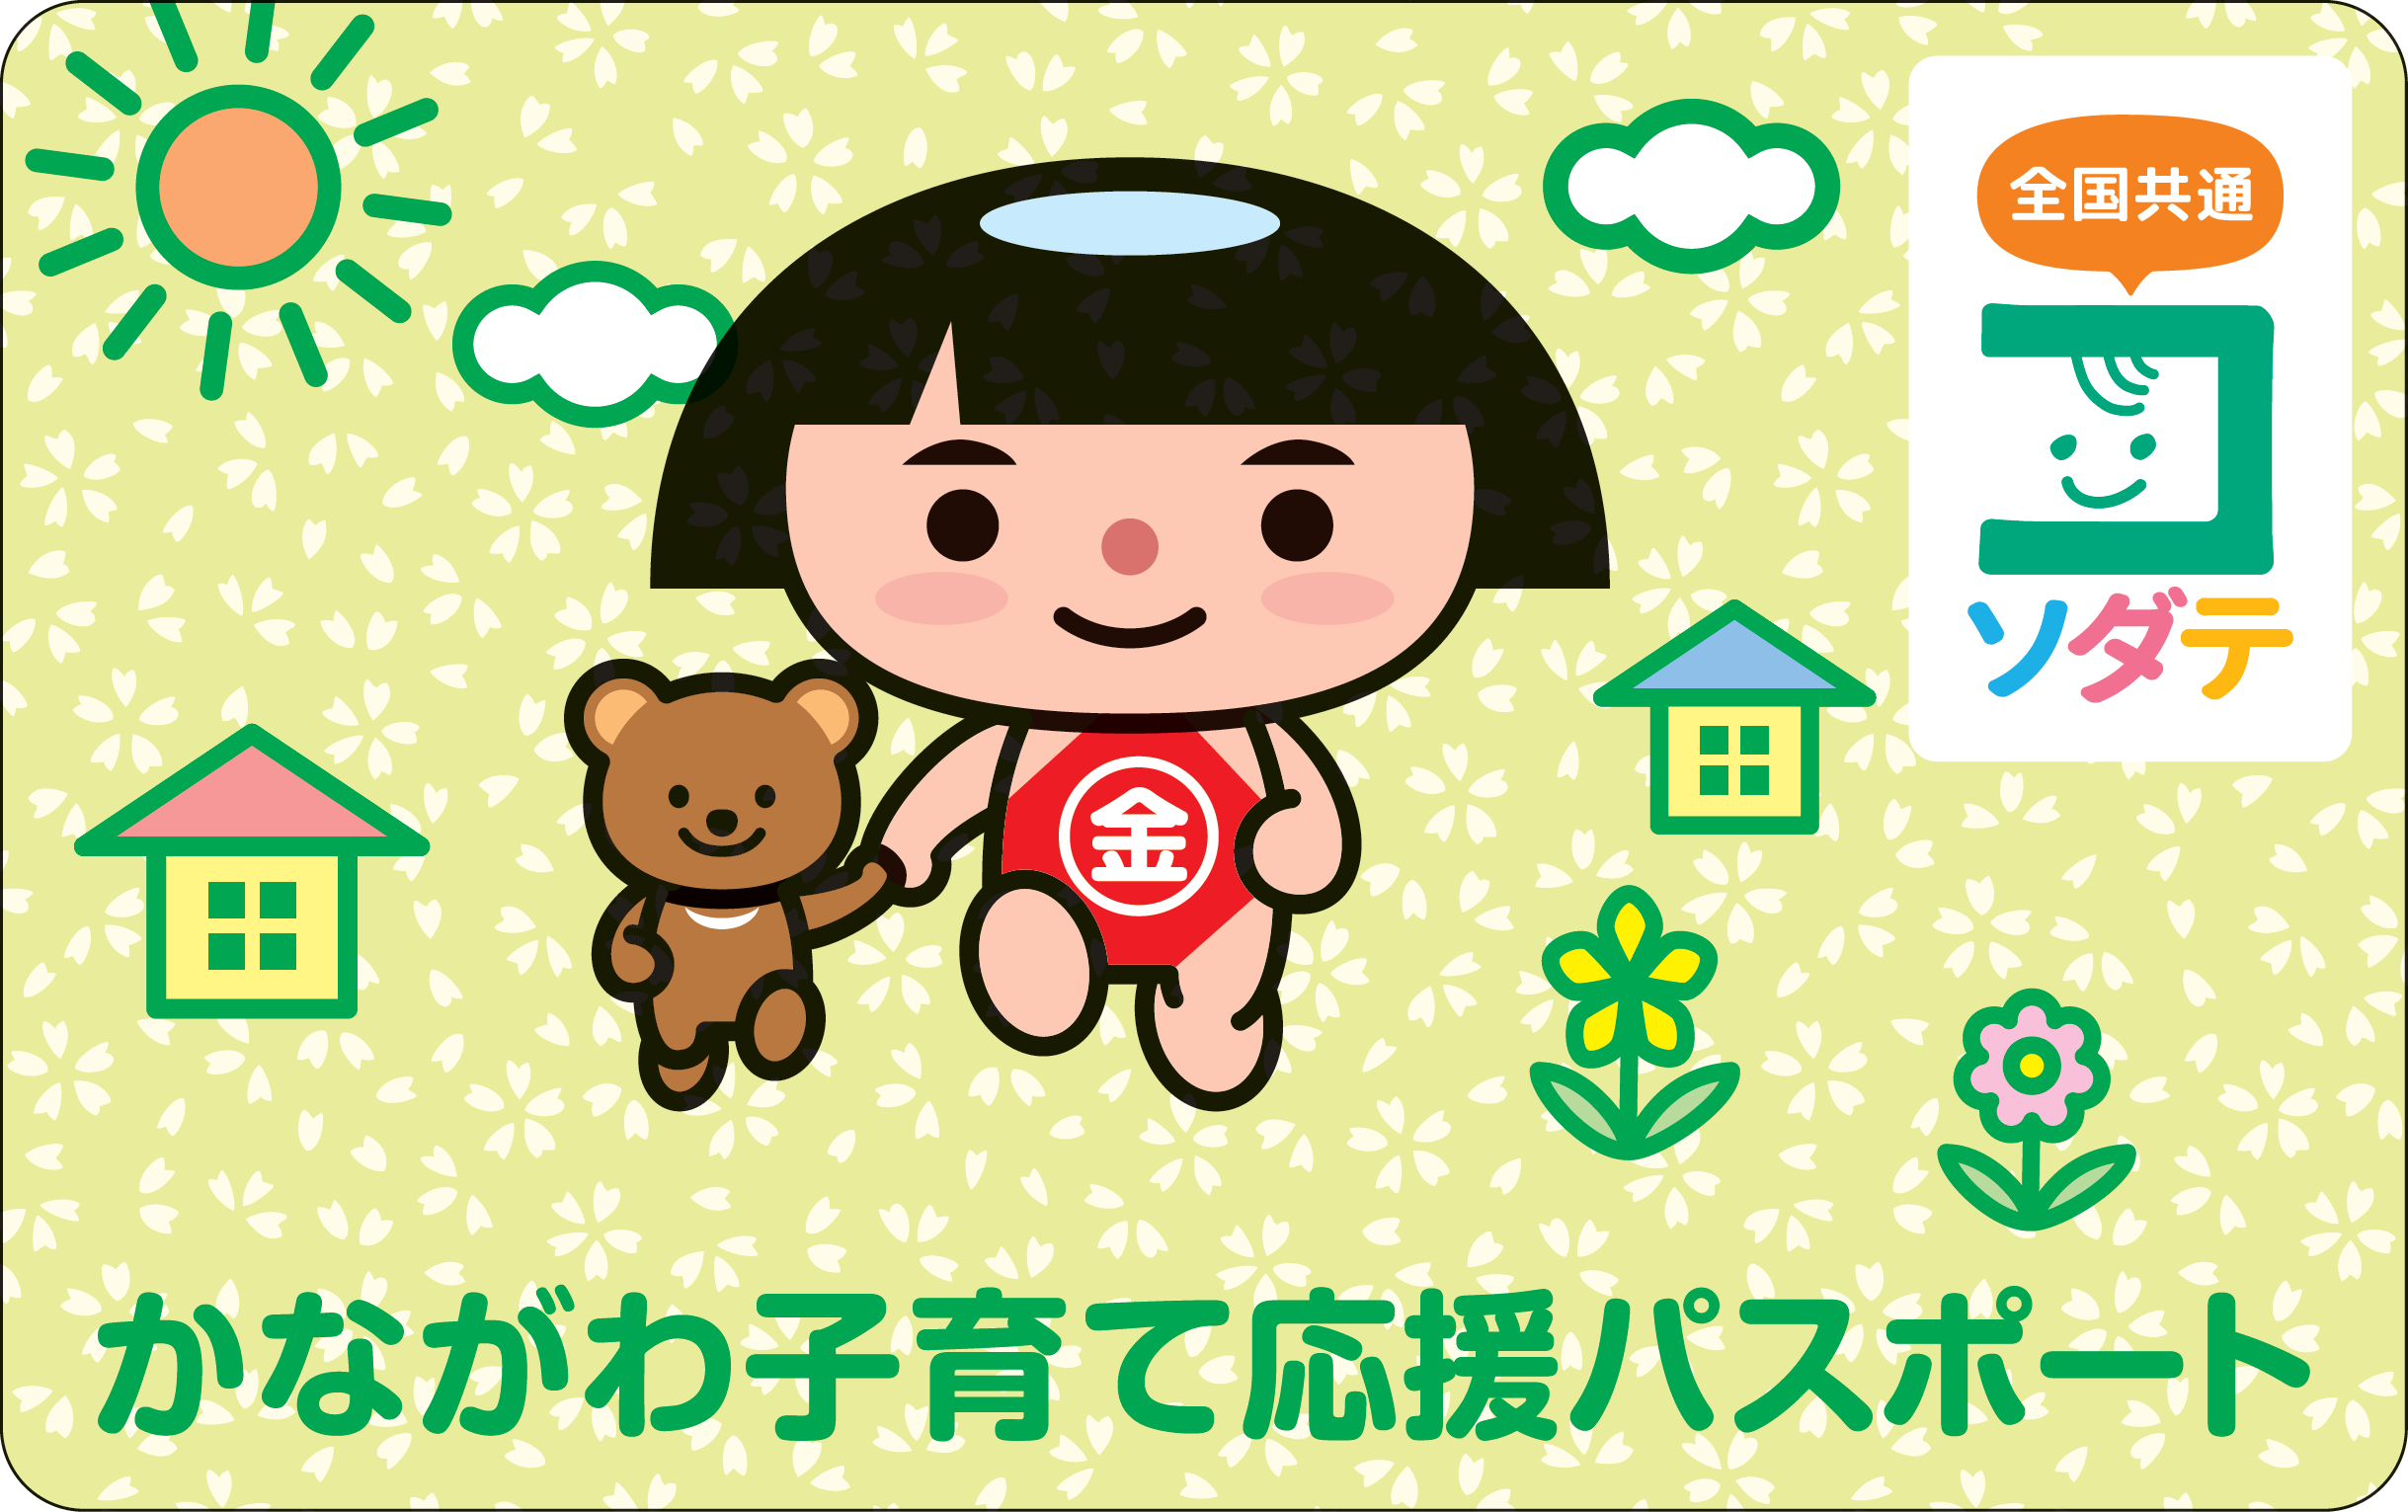 全国共通
コ
ソダテ
金
かながわ子育て応援パスポート